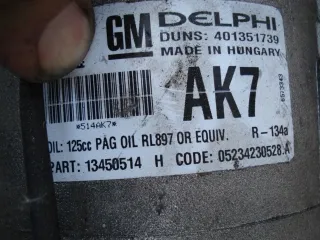 GM DELPHI
DUNS: 401351739
MADE IN HUNGARY
AK7
*514AK7*
OIL: 125cc PAG OIL RL897 OR EQUIV. R-134a
PART: 13450514 H CODE: 05234230528.A